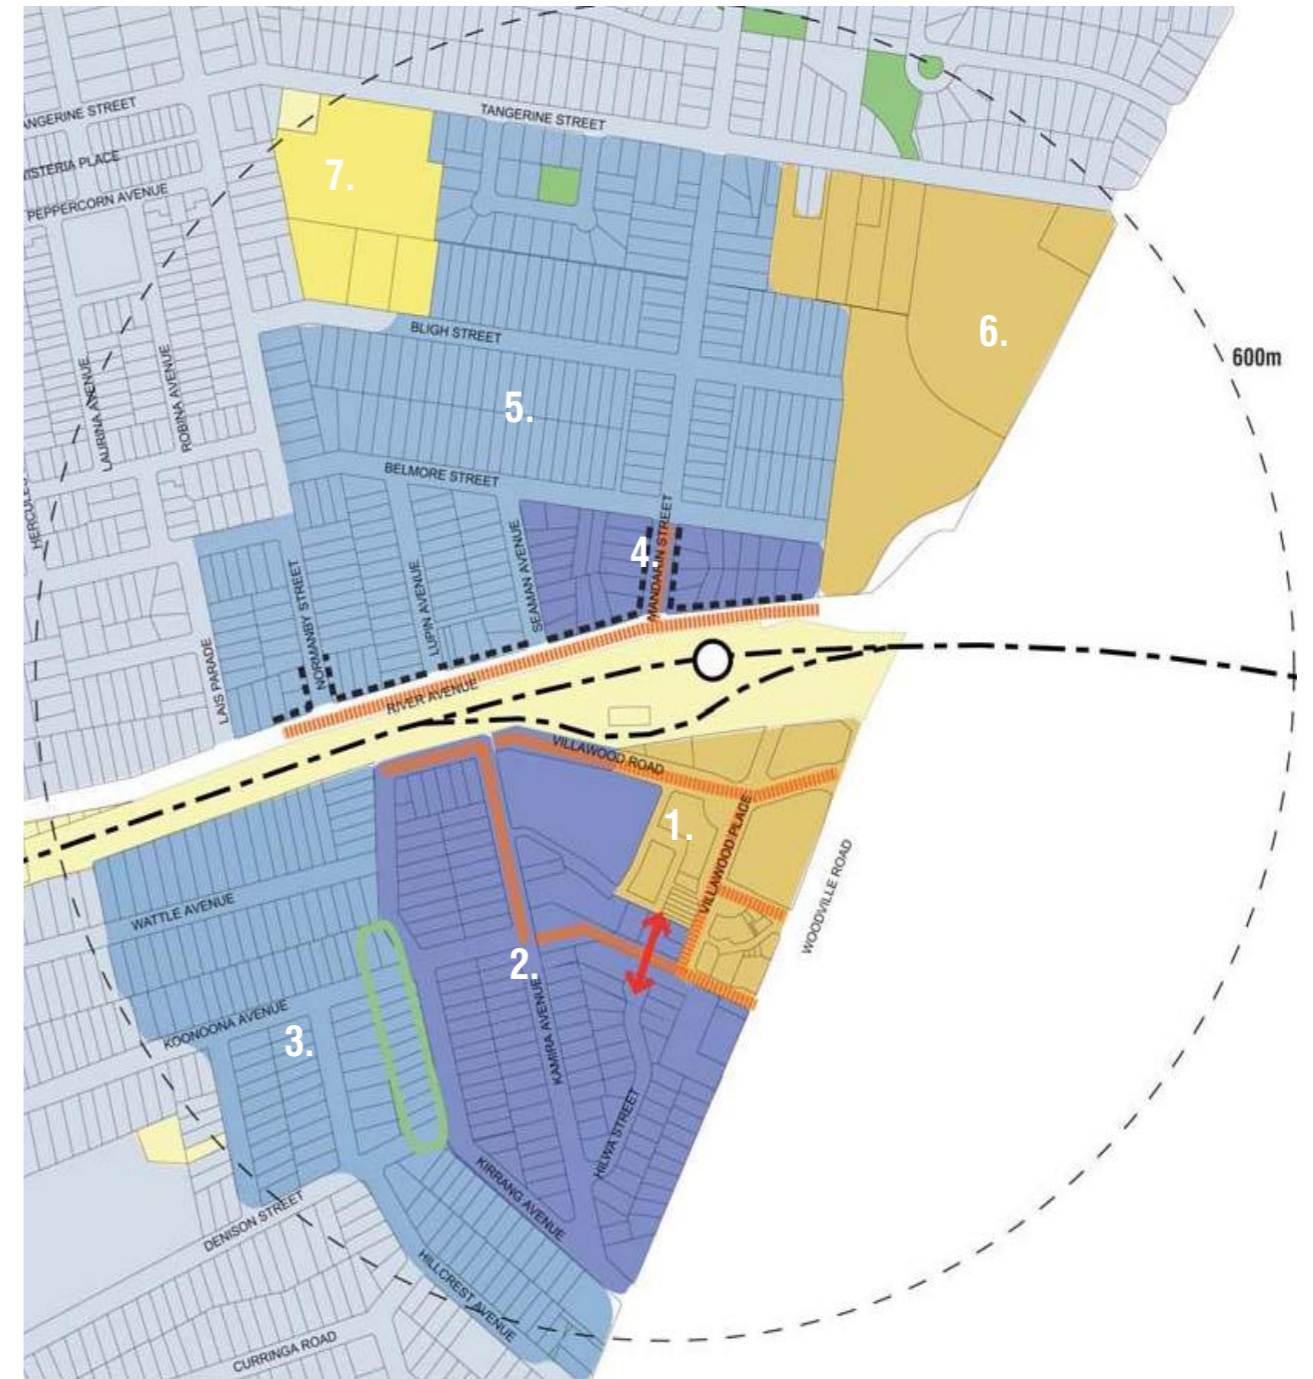 TANGERINE STREET
NGERINE STREET
ISTERIA PLACE
PEPPERCORN AVENUE
7.
6.
600m
BLIGH STREET
LAURINA AVENUE
ROBINA AVENUE
5.
BELMORE STREET
HERCULES
SEAMAN AVENUE
4.
MANDARIN STREET
NORMANBY STREET
LUPIN AVENUE
LAIS PARADE
RIVER AVENUE
VILLAWOOD ROAD
1.
VILLAWOOD PLACE
WOODVILLE ROAD
WATTLE AVENUE
2.
KOONOONA AVENUE
3.
KAMIRA AVENUE
HILWA STREET
KIRRANG AVENUE
DENISON STREET
HILLCREST AVENUE
CURRINGA ROAD